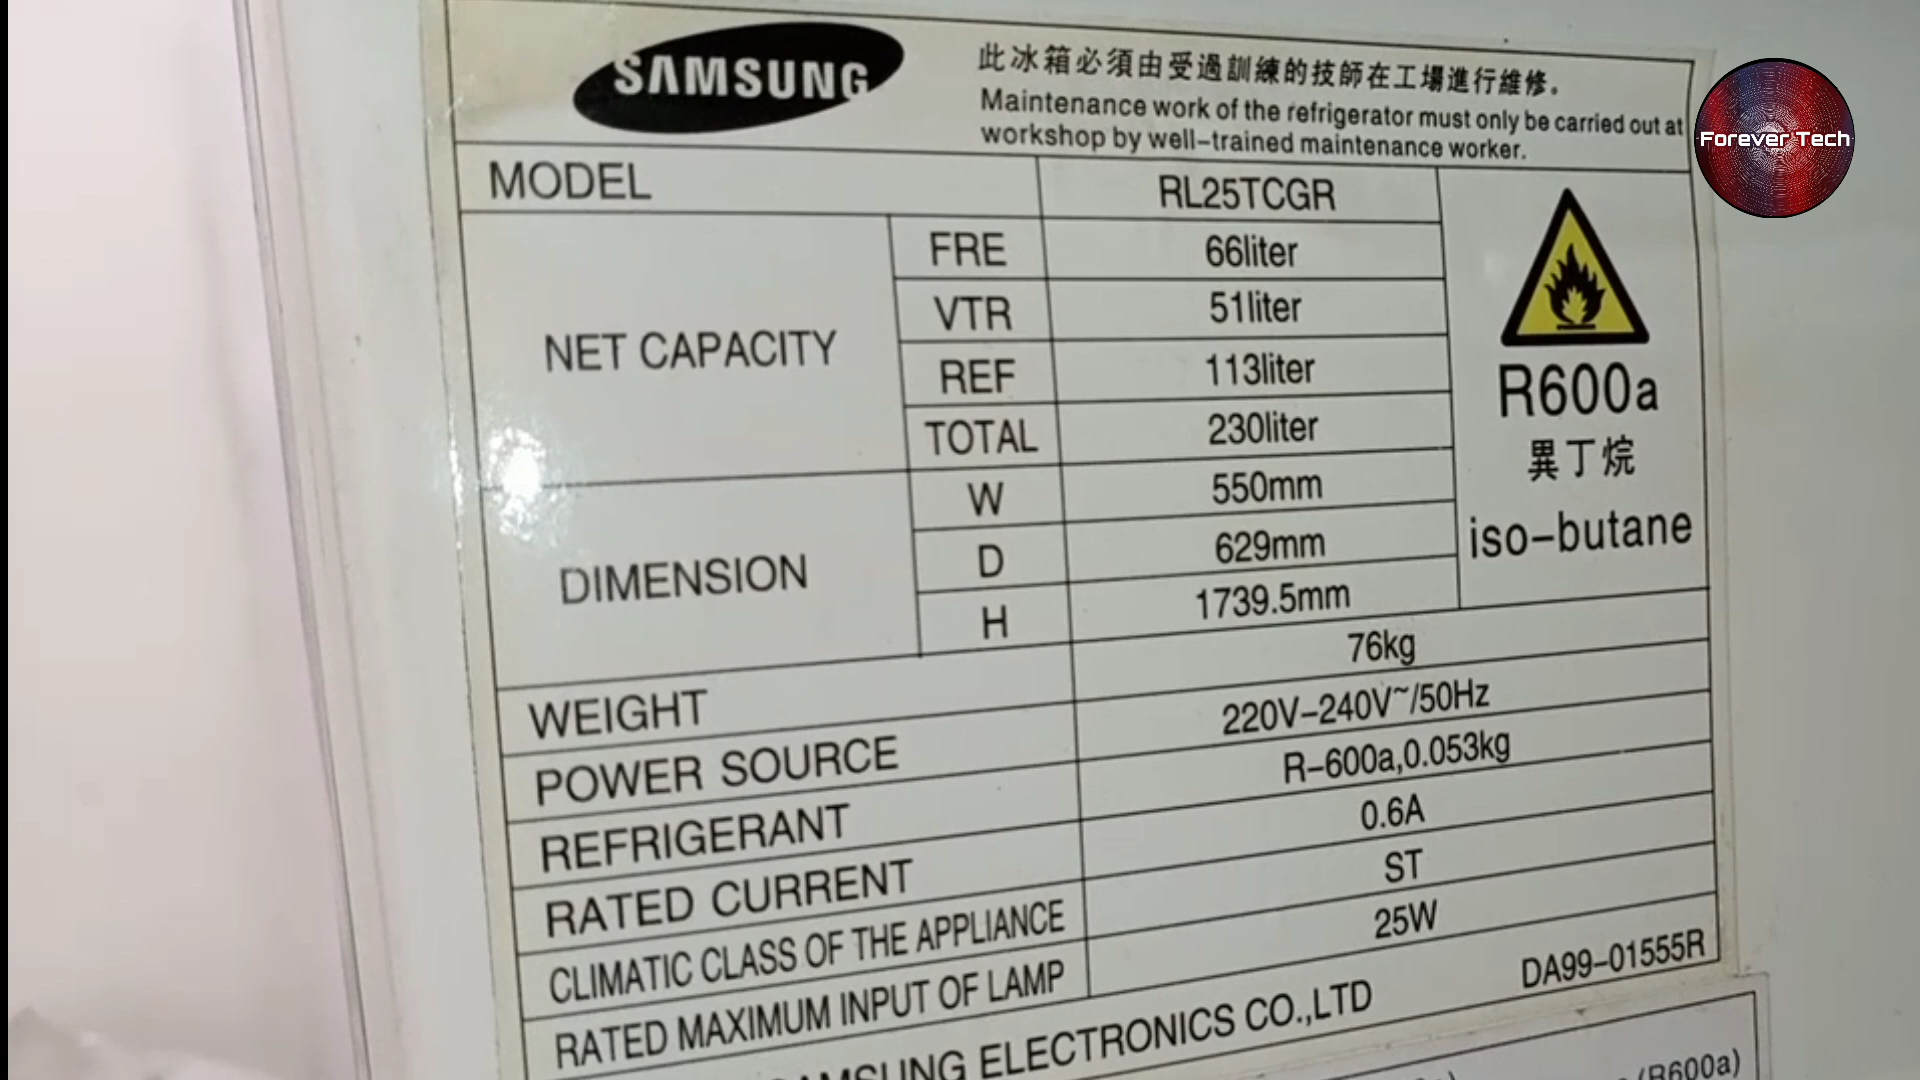 SAMSUNG
此冰箱必須由受過訓練的技師在工場進行維修。
Maintenance work of the refrigerator must only be carried out at
workshop by well-trained maintenance worker.
Forever Tech
MODEL RL25TCGR
NET CAPACITY
FRE 66liter
VTR 51liter
REF 113liter
TOTAL 230liter
R600a
異丁烷
iso-butane
DIMENSION
W 550mm
D 629mm
H 1739.5mm
WEIGHT 76kg
POWER SOURCE 220V-240V~/50Hz
REFRIGERANT R-600a,0.053kg
RATED CURRENT 0.6A
CLIMATIC CLASS OF THE APPLIANCE ST
RATED MAXIMUM INPUT OF LAMP 25W
SAMSUNG ELECTRONICS CO.,LTD DA99-01555R
(R600a)